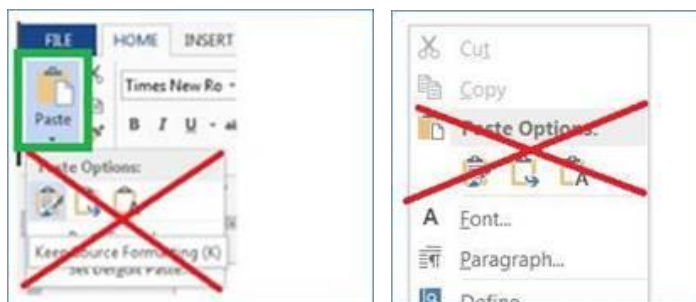 FILE HOME INSERT
Paste
Times New Ro
B I U
Paste Options:
Keep Source Formatting (K)
Set Default Paste...
Cut
Copy
Paste Options:
A Font...
Paragraph...
Define